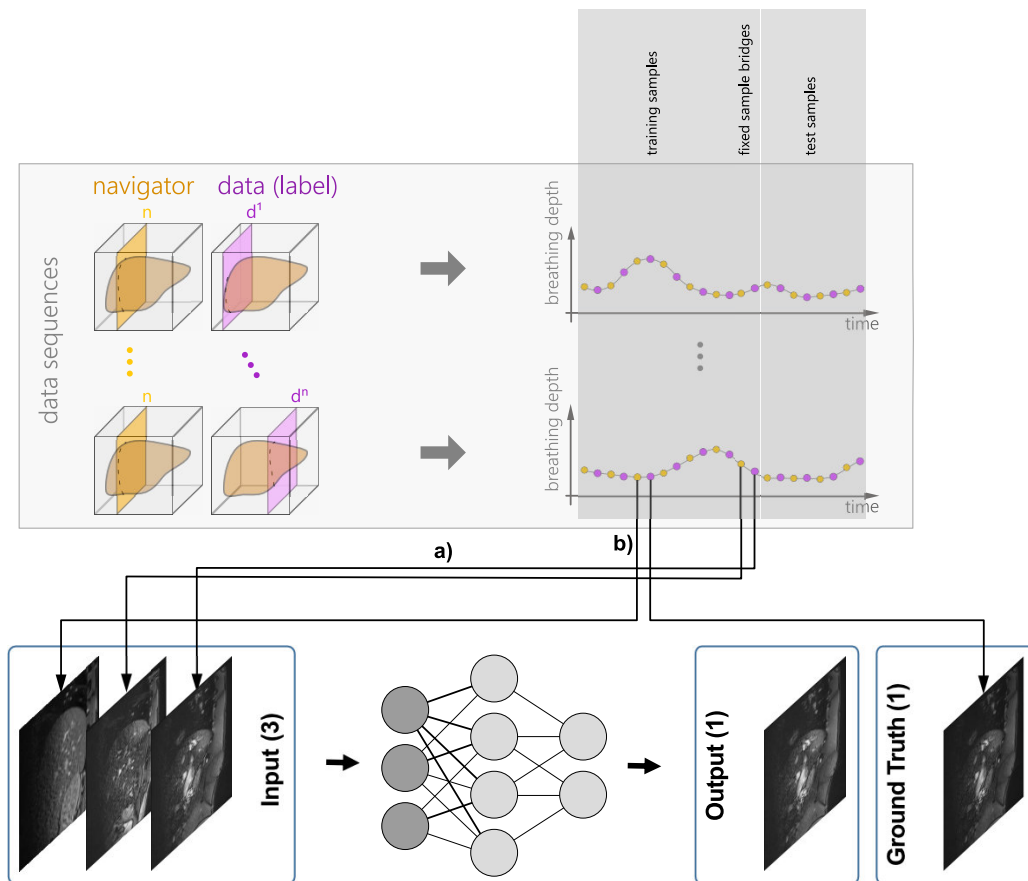 training samples
fixed sample bridges
test samples
data sequences
navigator
data (label)
n
d¹
breathing depth
time
n
dⁿ
breathing depth
time
a)
b)
Input (3)
Output (1)
Ground Truth (1)